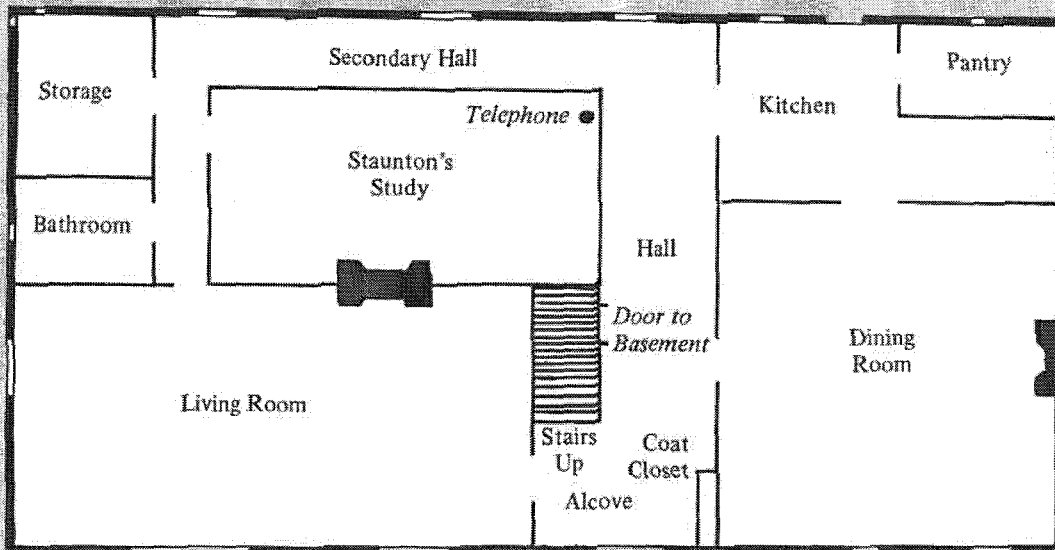 Secondary Hall
Pantry
Storage
Kitchen
Telephone
Staunton's
Study
Bathroom
Hall
Door to
Basement
Dining
Room
Living Room
Stairs
Up
Coat
Closet
Alcove